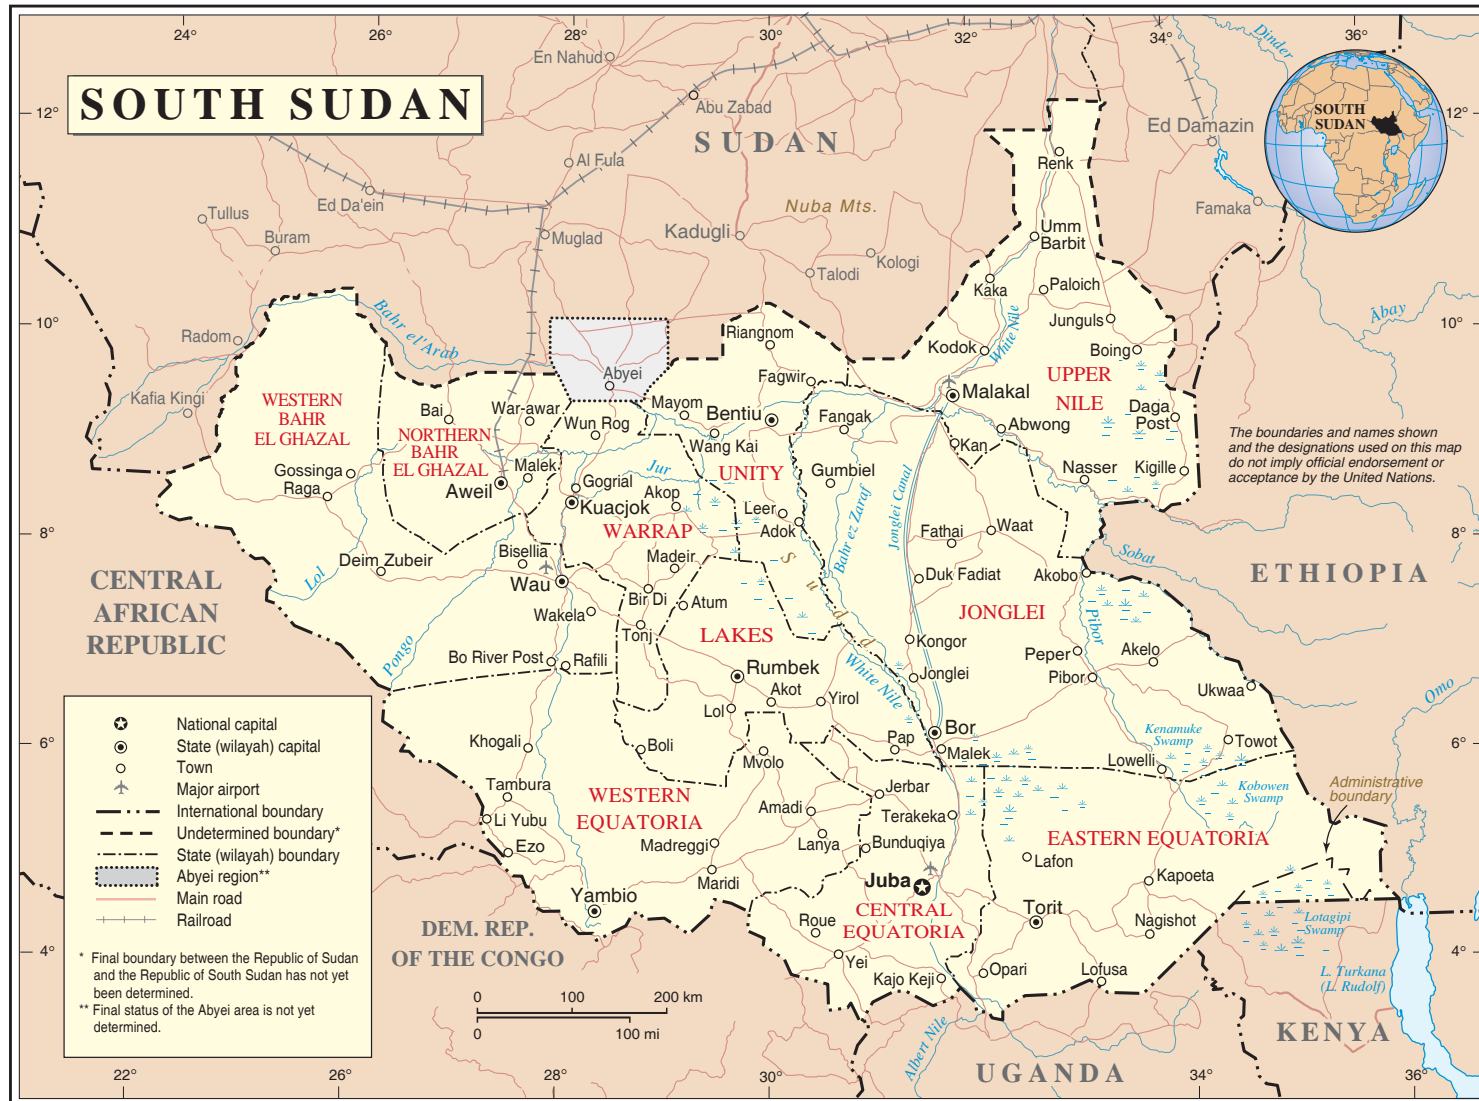 24°
26°
28°
30°
32°
34°
36°
12°
10°
8°
6°
4°
12°
10°
8°
6°
4°
22°
26°
28°
30°
34°
36°
SOUTH SUDAN
SOUTH
SUDAN
SUDAN
En Nahud
Abu Zabad
Al Fula
Ed Da'ein
Tullus
Buram
Muglad
Kadugli
Nuba Mts.
Talodi
Kologi
Radom
Kafia Kingi
Ed Damazin
Famaka
Dinder
Àbay
Renk
Umm
Barbit
Kaka
Paloich
Junguls
Kodok
Boing
White Nile
Malakal
UPPER
NILE
Daga
Post
Abwong
Kan
Nasser
Kigille
The boundaries and names shown
and the designations used on this map
do not imply official endorsement or
acceptance by the United Nations.
Bahr el'Arab
Abyei
Riangnom
Fagwir
Mayom
Bentiu
Fangak
Wang Kai
UNITY
Gumbiel
Leer
Adok
Bahr ez Zaraf
Jonglei Canal
WESTERN
BAHR
EL GHAZAL
Bai
War-awar
Wun Rog
NORTHERN
BAHR
EL GHAZAL
Malek
Aweil
Gossinga
Raga
Gogrial
Kuacjok
Jur
Akop
WARRAP
Madeir
Bisellia
Wau
Deim Zubeir
Lol
Wakela
Bir Di
Atum
Tonj
LAKES
Sudd
Fathai
Waat
Duk Fadiat
Akobo
Sobat
JONGLEI
Pibor
Kongor
Peper
Akelo
Pibor
Jonglei
Ukwaa
ETHIOPIA
Omo
CENTRAL
AFRICAN
REPUBLIC
Pongo
Bo River Post
Rafili
Rumbek
Akot
Yirol
Lol
White Nile
Bor
Pap
Malek
Kenamuke
Swamp
Towot
Lowelli
Kobowen
Swamp
Administrative
boundary
Khogali
Boli
Mvolo
Tambura
Li Yubu
Ezo
WESTERN
EQUATORIA
Amadi
Jerbar
Terakeka
Madreggi
Lanya
Bunduqiya
Maridi
Yambio
EASTERN EQUATORIA
Lafon
Kapoeta
Juba
CENTRAL
EQUATORIA
Torit
Nagishot
Roue
Yei
Kajo Keji
Opari
Lofusa
Lotagipi
Swamp
L. Turkana
(L. Rudolf)
KENYA
UGANDA
Albert Nile
DEM. REP.
OF THE CONGO
National capital
State (wilayah) capital
Town
Major airport
International boundary
Undetermined boundary*
State (wilayah) boundary
Abyei region**
Main road
Railroad
* Final boundary between the Republic of Sudan
and the Republic of South Sudan has not yet
been determined.
** Final status of the Abyei area is not yet
determined.
0 100 200 km
0 100 mi